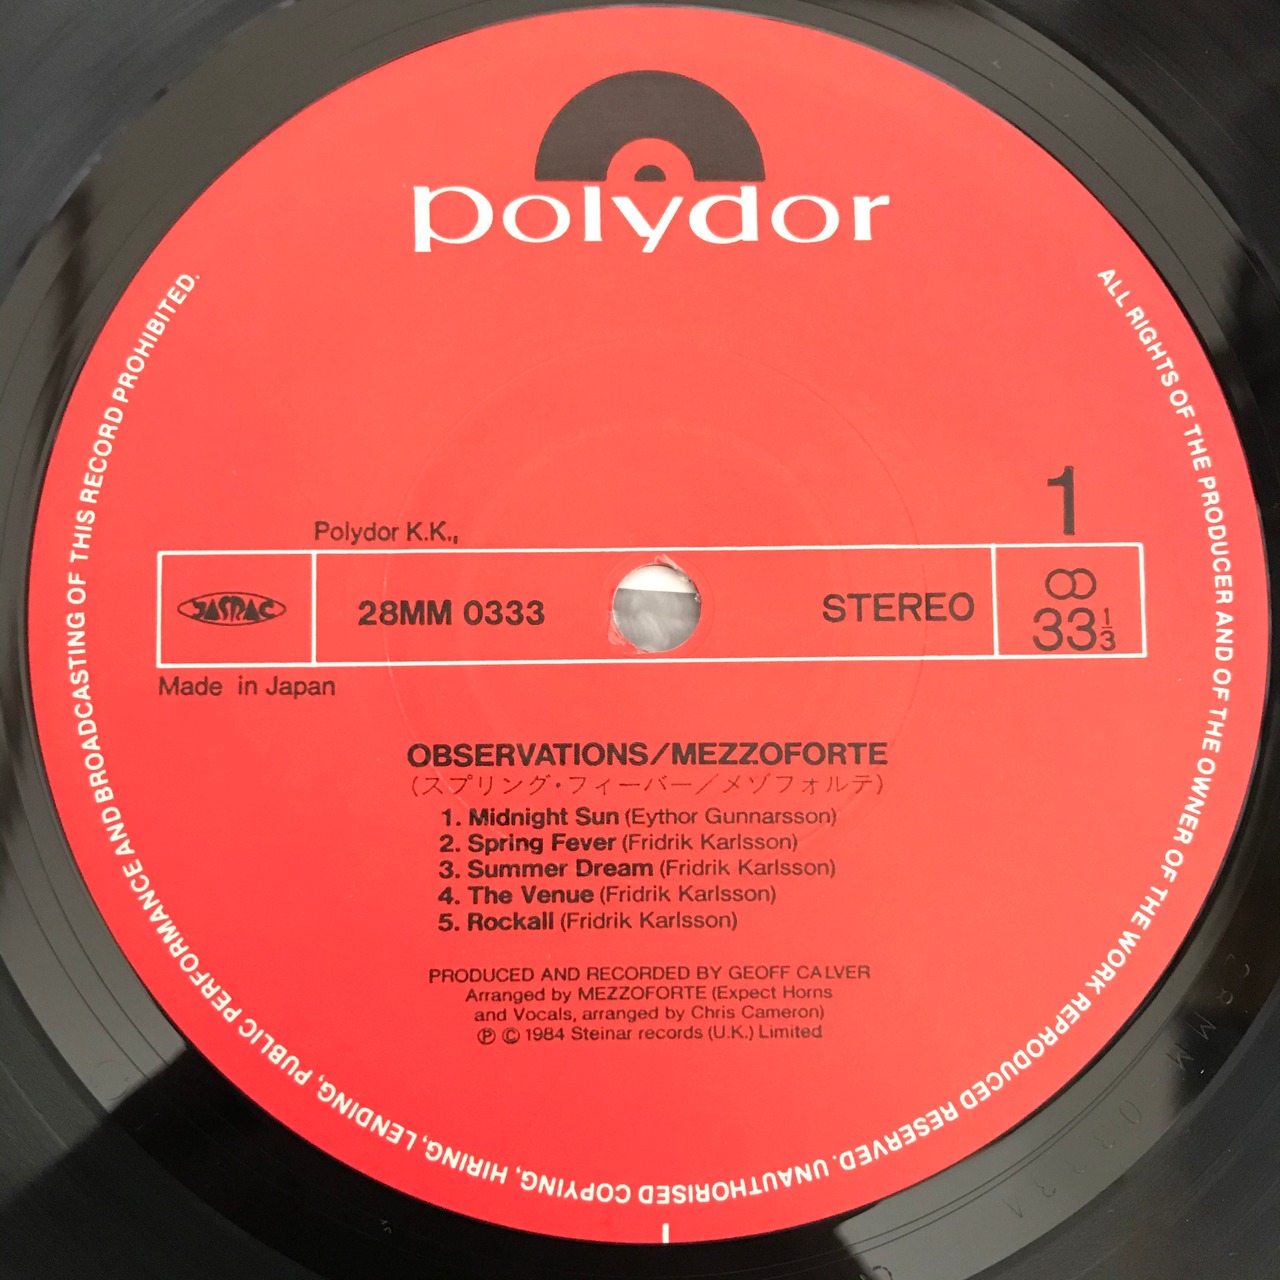 polydor
ALL RIGHTS OF THE PRODUCER AND OF THE OWNER OF THE WORK REPRODUCED RESERVED. UNAUTHORISED COPYING, HIRING, LENDING, PUBLIC PERFORMANCE AND BROADCASTING OF THIS RECORD PROHIBITED.
1
Polydor K.K.,
JASRAC
28MM 0333
STEREO
33 1/3
Made in Japan
OBSERVATIONS/MEZZOFORTE
(スプリング・フィーバー/メゾフォルテ)
1. Midnight Sun (Eythor Gunnarsson)
2. Spring Fever (Fridrik Karlsson)
3. Summer Dream (Fridrik Karlsson)
4. The Venue (Fridrik Karlsson)
5. Rockall (Fridrik Karlsson)
PRODUCED AND RECORDED BY GEOFF CALVER
Arranged by MEZZOFORTE (Expect Horns
and Vocals, arranged by Chris Cameron)
Ⓟ © 1984 Steinar records (U.K.) Limited